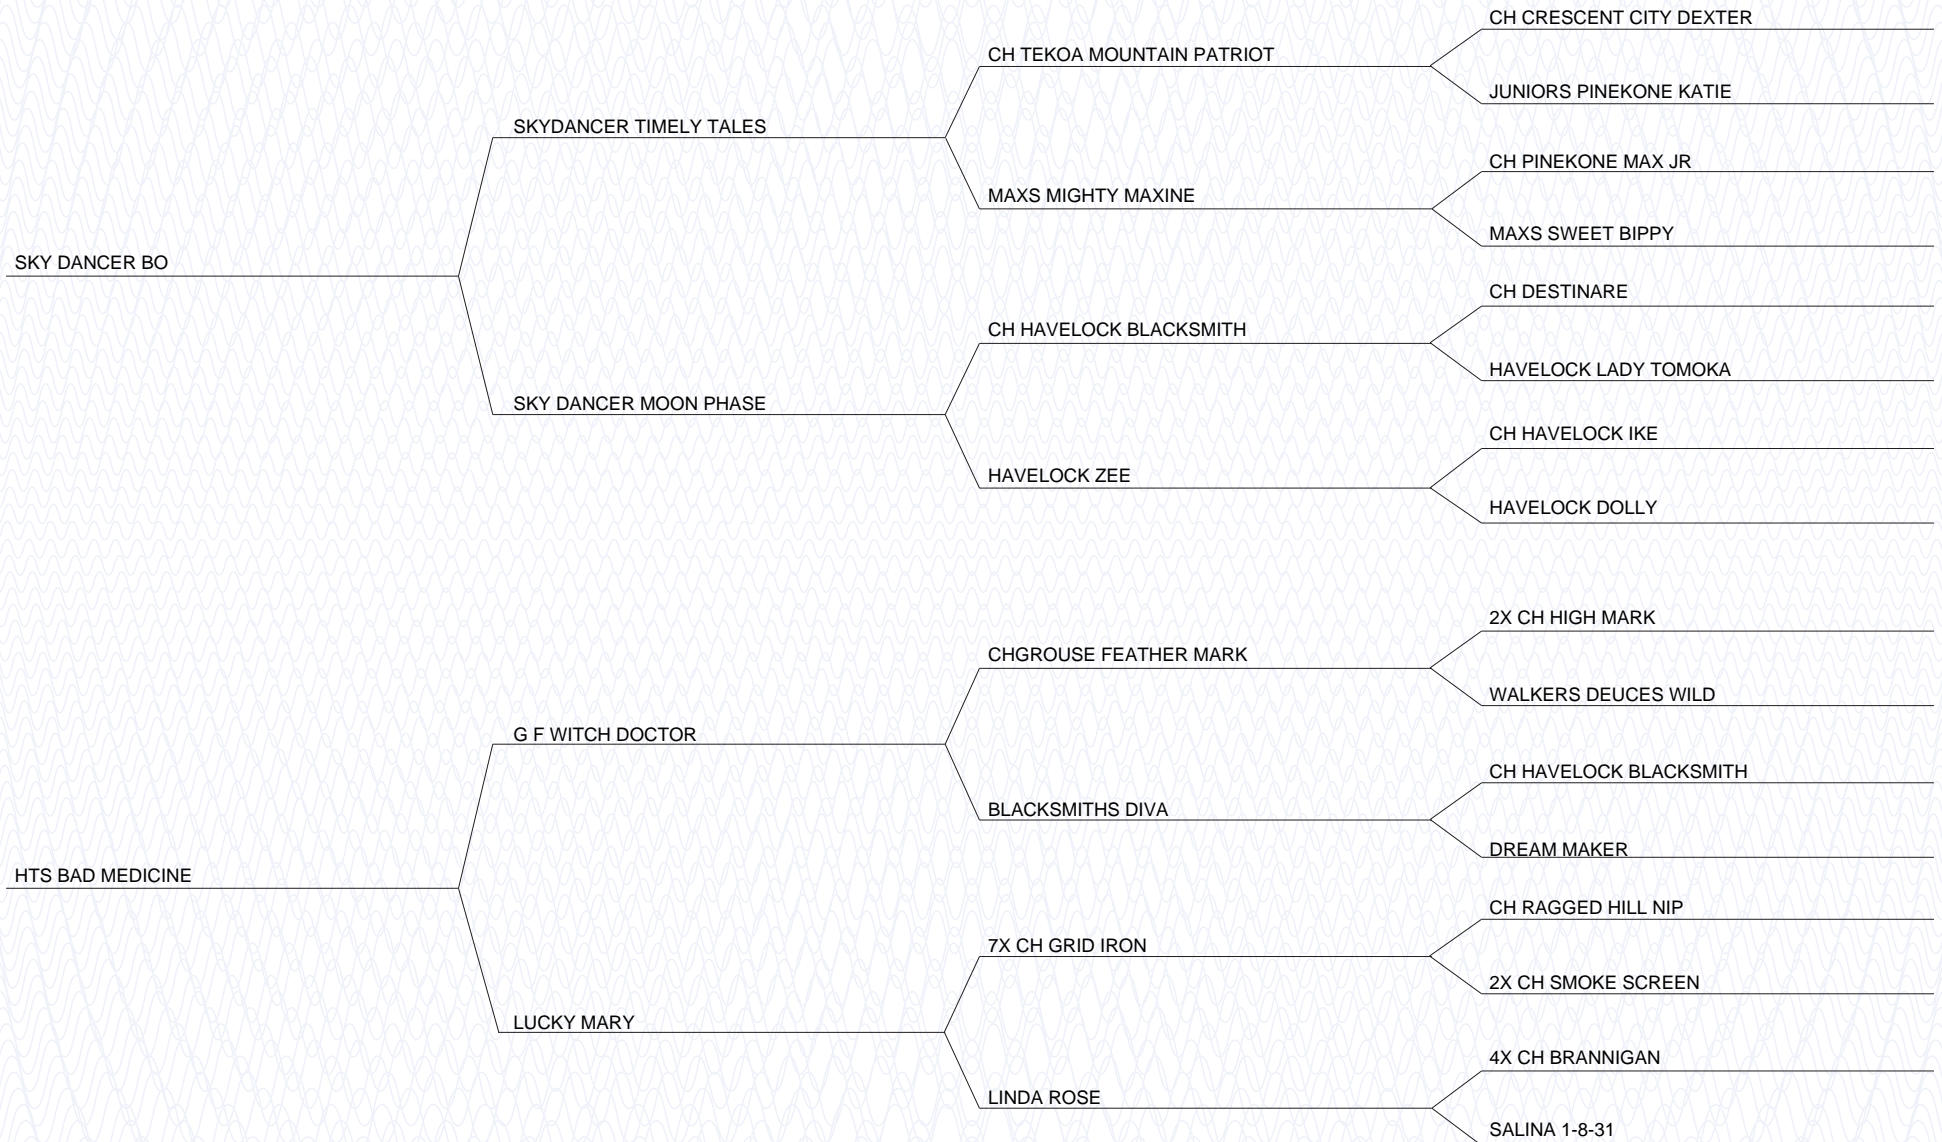 CH CRESCENT CITY DEXTER
CH TEKOA MOUNTAIN PATRIOT
JUNIORS PINEKONE KATIE
SKYDANCER TIMELY TALES
CH PINEKONE MAX JR
MAXS MIGHTY MAXINE
MAXS SWEET BIPPY
SKY DANCER BO
CH DESTINARE
CH HAVELOCK BLACKSMITH
HAVELOCK LADY TOMOKA
SKY DANCER MOON PHASE
CH HAVELOCK IKE
HAVELOCK ZEE
HAVELOCK DOLLY
2X CH HIGH MARK
CHGROUSE FEATHER MARK
WALKERS DEUCES WILD
G F WITCH DOCTOR
CH HAVELOCK BLACKSMITH
BLACKSMITHS DIVA
DREAM MAKER
HTS BAD MEDICINE
CH RAGGED HILL NIP
7X CH GRID IRON
2X CH SMOKE SCREEN
LUCKY MARY
4X CH BRANNIGAN
LINDA ROSE
SALINA 1-8-31